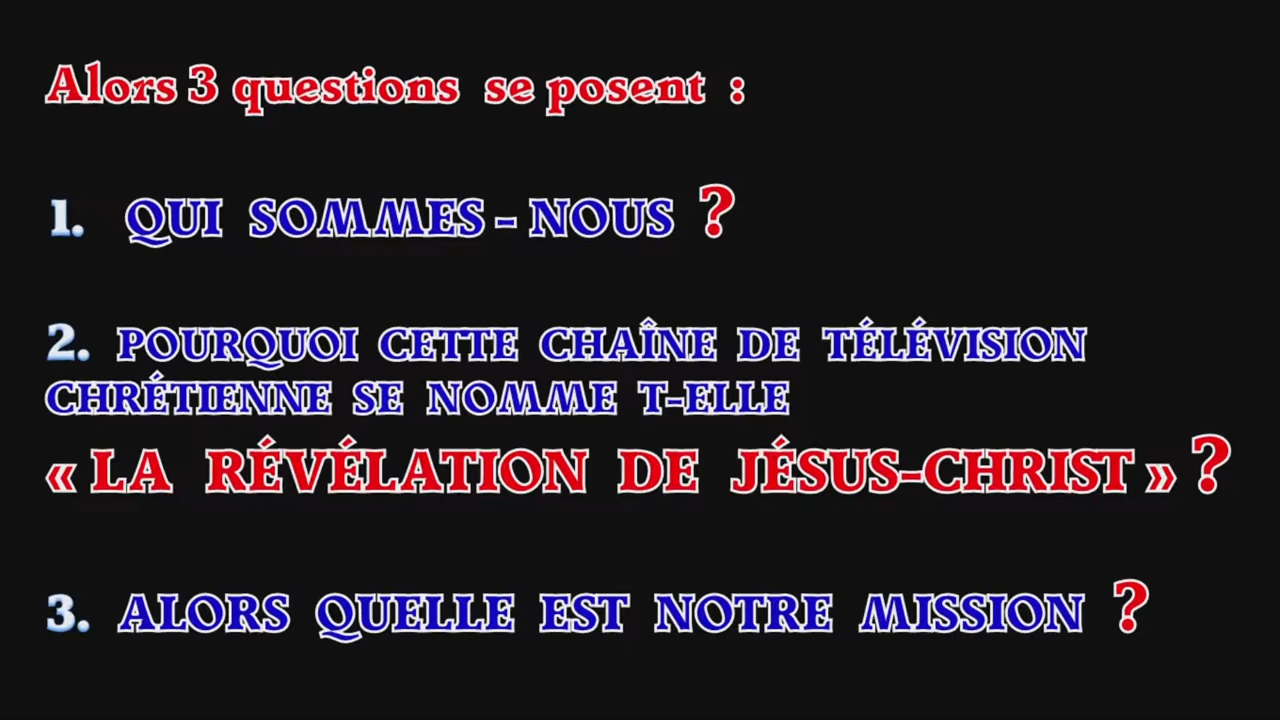 Alors 3 questions se posent :
1. QUI SOMMES - NOUS ?
2. POURQUOI CETTE CHAÎNE DE TÉLÉVISION
CHRÉTIENNE SE NOMME T-ELLE
« LA RÉVÉLATION DE JÉSUS-CHRIST » ?
3. ALORS QUELLE EST NOTRE MISSION ?